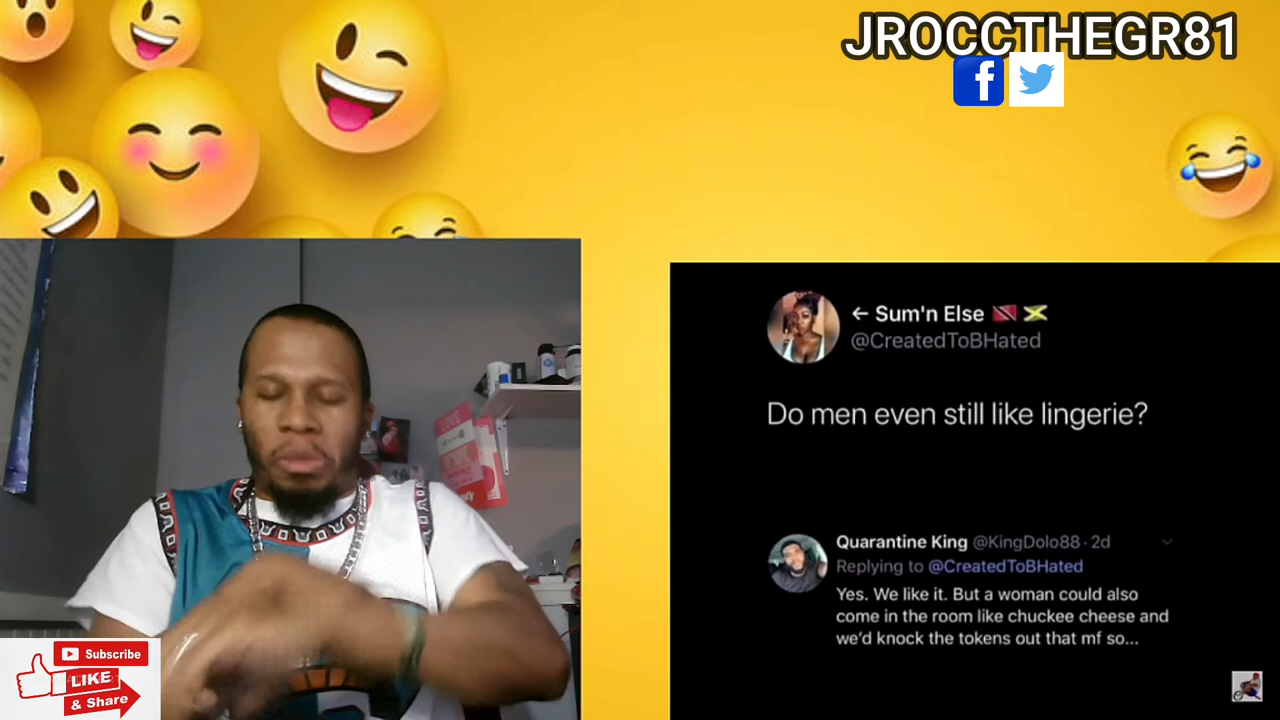 JROCCTHEGR81
← Sum'n Else
@CreatedToBHated
Do men even still like lingerie?
Quarantine King @KingDolo88 · 2d
Replying to @CreatedToBHated
Yes. We like it. But a woman could also
come in the room like chuckee cheese and
we'd knock the tokens out that mf so...
Subscribe
LIKE
& Share
LOVE